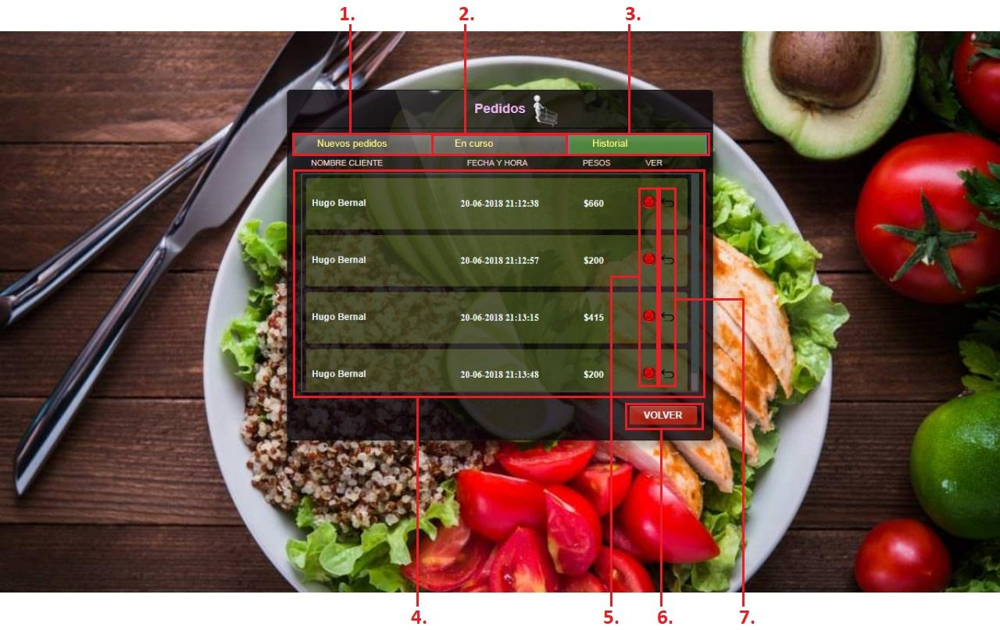 1. 2. 3.
Pedidos
Nuevos pedidos En curso Historial
NOMBRE CLIENTE FECHA Y HORA PESOS VER
Hugo Bernal 20-06-2018 21:12:38 $660
Hugo Bernal 20-06-2018 21:12:57 $200
Hugo Bernal 20-06-2018 21:13:15 $415
Hugo Bernal 20-06-2018 21:13:48 $200
VOLVER
4. 5. 6. 7.